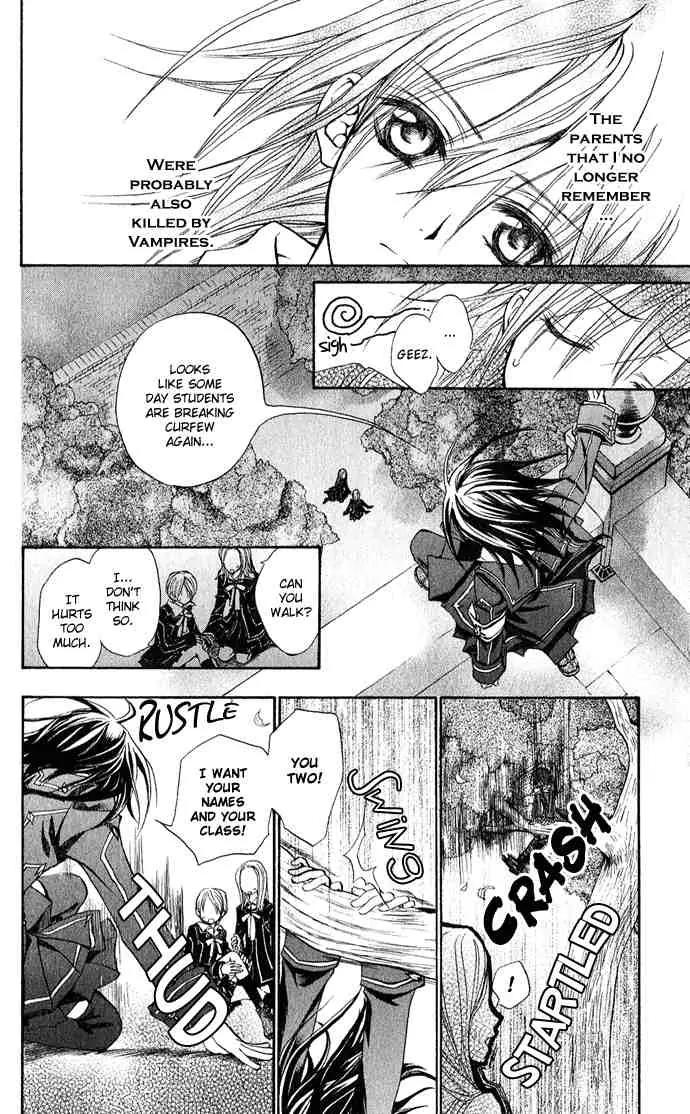 THE
PARENTS
THAT I NO
LONGER
REMEMBER
...
WERE
PROBABLY
ALSO
KILLED BY
VAMPIRES.
...
GEEZ.
sigh
LOOKS
LIKE SOME
DAY STUDENTS
ARE BREAKING
CURFEW
AGAIN...
CAN
YOU
WALK?
I...
DON'T
THINK
SO.
IT
HURTS
TOO
MUCH.
CRASH
STARTLED
!
SWING
YOU
TWO!
I WANT
YOUR
NAMES
AND YOUR
CLASS!
RUSTLE
THUD